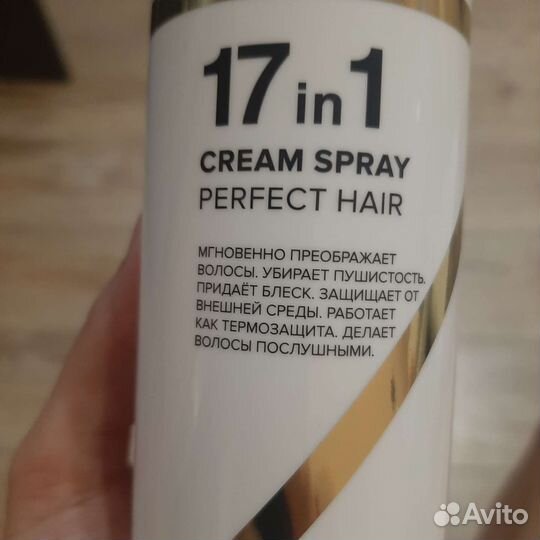 17 in 1
CREAM SPRAY
PERFECT HAIR
МГНОВЕННО ПРЕОБРАЖАЕТ
ВОЛОСЫ. УБИРАЕТ ПУШИСТОСТЬ.
ПРИДАЁТ БЛЕСК. ЗАЩИЩАЕТ ОТ
ВНЕШНЕЙ СРЕДЫ. РАБОТАЕТ
КАК ТЕРМОЗАЩИТА. ДЕЛАЕТ
ВОЛОСЫ ПОСЛУШНЫМИ.
Avito